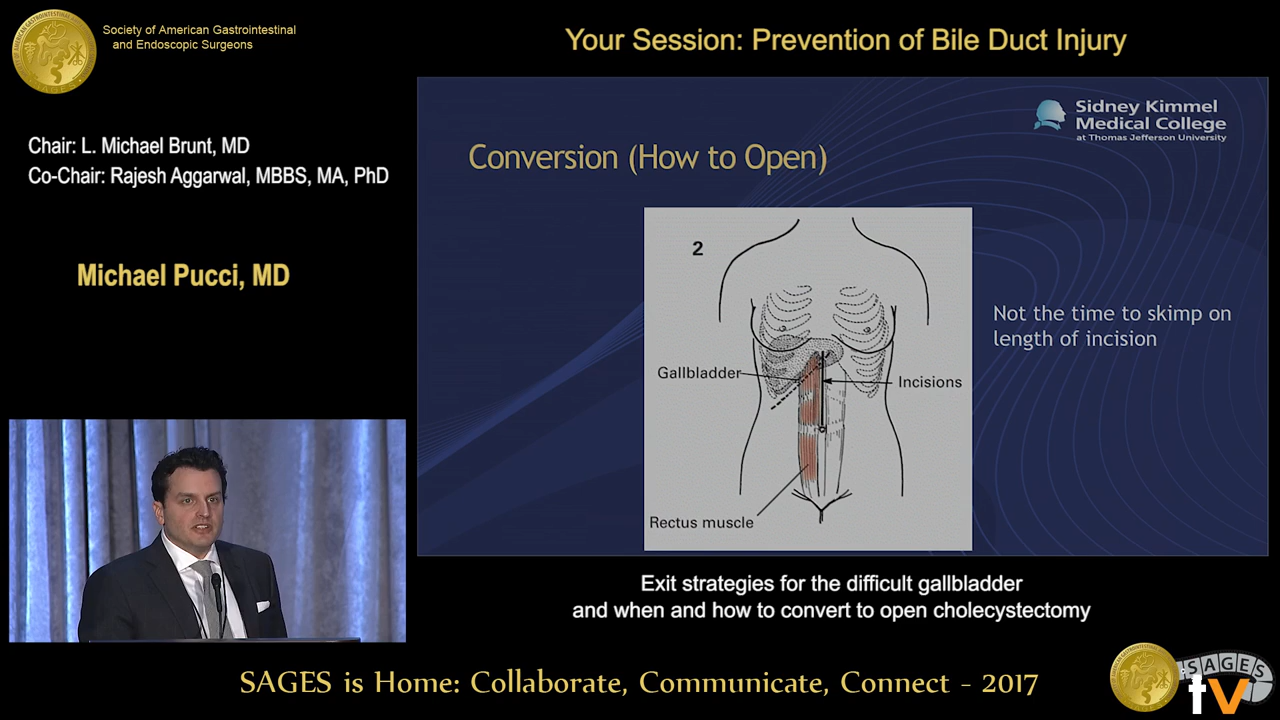 Society of American Gastrointestinal
and Endoscopic Surgeons
Your Session: Prevention of Bile Duct Injury
Chair: L. Michael Brunt, MD
Co-Chair: Rajesh Aggarwal, MBBS, MA, PhD
Michael Pucci, MD
Sidney Kimmel
Medical College
at Thomas Jefferson University
Conversion (How to Open)
2
Gallbladder
Incisions
Rectus muscle
Not the time to skimp on
length of incision
Exit strategies for the difficult gallbladder
and when and how to convert to open cholecystectomy
SAGES is Home: Collaborate, Communicate, Connect - 2017
SAGES
tv